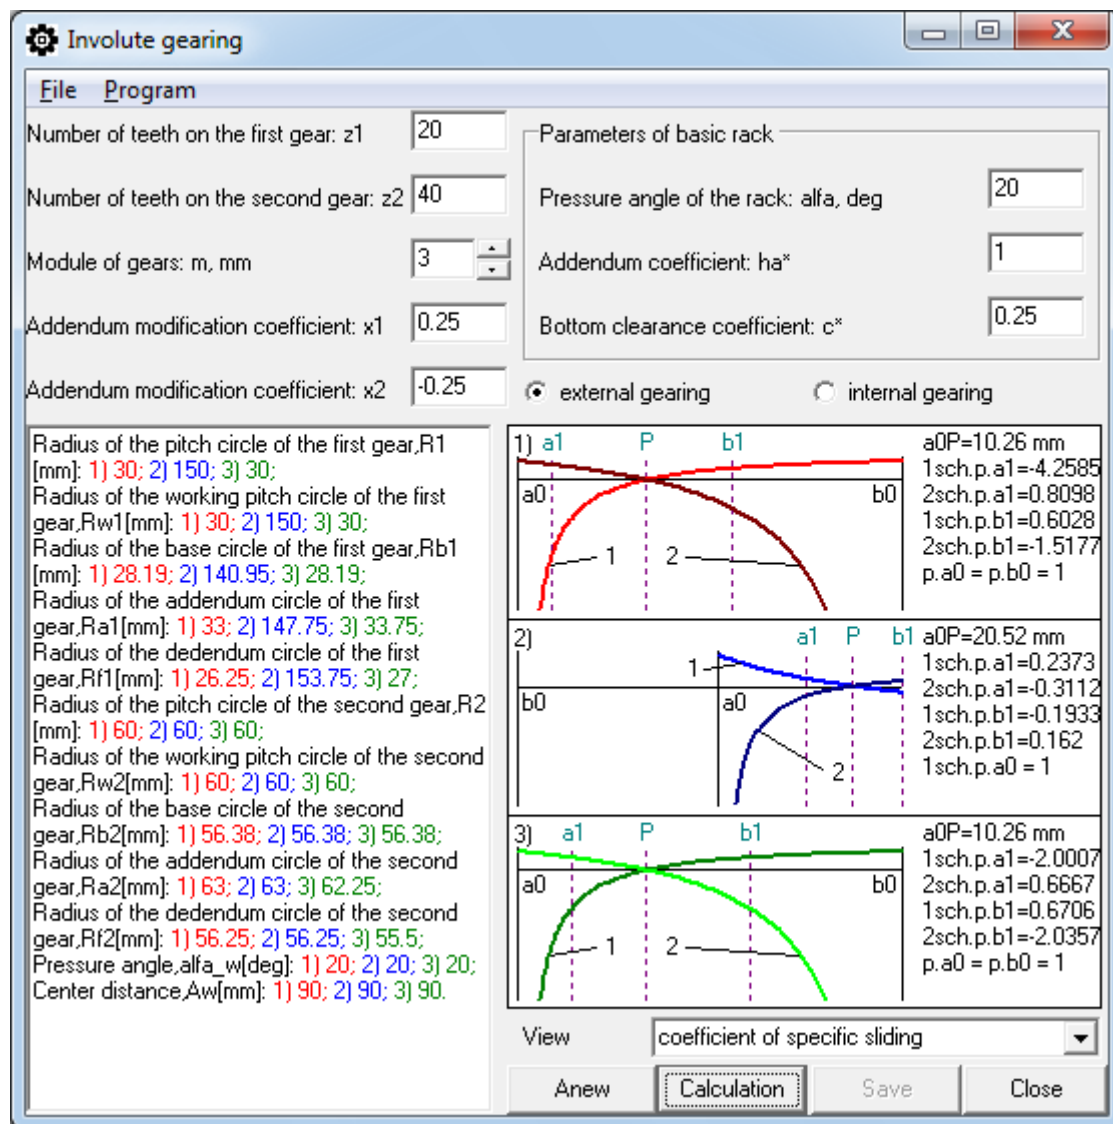 Involute gearing
File Program
Number of teeth on the first gear: z1 20
Number of teeth on the second gear: z2 40
Module of gears: m, mm 3
Addendum modification coefficient: x1 0.25
Addendum modification coefficient: x2 -0.25
Parameters of basic rack
Pressure angle of the rack: alfa, deg 20
Addendum coefficient: ha* 1
Bottom clearance coefficient: c* 0.25
external gearing internal gearing
Radius of the pitch circle of the first gear,R1
[mm]: 1) 30; 2) 150; 3) 30;
Radius of the working pitch circle of the first
gear,Rw1[mm]: 1) 30; 2) 150; 3) 30;
Radius of the base circle of the first gear,Rb1
[mm]: 1) 28.19; 2) 140.95; 3) 28.19;
Radius of the addendum circle of the first
gear,Ra1[mm]: 1) 33; 2) 147.75; 3) 33.75;
Radius of the dedendum circle of the first
gear,Rf1[mm]: 1) 26.25; 2) 153.75; 3) 27;
Radius of the pitch circle of the second gear,R2
[mm]: 1) 60; 2) 60; 3) 60;
Radius of the working pitch circle of the second
gear,Rw2[mm]: 1) 60; 2) 60; 3) 60;
Radius of the base circle of the second
gear,Rb2[mm]: 1) 56.38; 2) 56.38; 3) 56.38;
Radius of the addendum circle of the second
gear,Ra2[mm]: 1) 63; 2) 63; 3) 62.25;
Radius of the dedendum circle of the second
gear,Rf2[mm]: 1) 56.25; 2) 56.25; 3) 55.5;
Pressure angle,alfa_w[deg]: 1) 20; 2) 20; 3) 20;
Center distance,Aw[mm]: 1) 90; 2) 90; 3) 90.
1) a1 P b1
a0 b0
1 2
a0P=10.26 mm
1sch.p.a1=-4.2585
2sch.p.a1=0.8098
1sch.p.b1=0.6028
2sch.p.b1=-1.5177
p.a0 = p.b0 = 1
2) a1 P b1
1
b0 a0
2
a0P=20.52 mm
1sch.p.a1=0.2373
2sch.p.a1=-0.3112
1sch.p.b1=-0.1933
2sch.p.b1=0.162
1sch.p.a0 = 1
3) a1 P b1
a0 b0
1 2
a0P=10.26 mm
1sch.p.a1=-2.0007
2sch.p.a1=0.6667
1sch.p.b1=0.6706
2sch.p.b1=-2.0357
p.a0 = p.b0 = 1
View coefficient of specific sliding
Anew Calculation Save Close